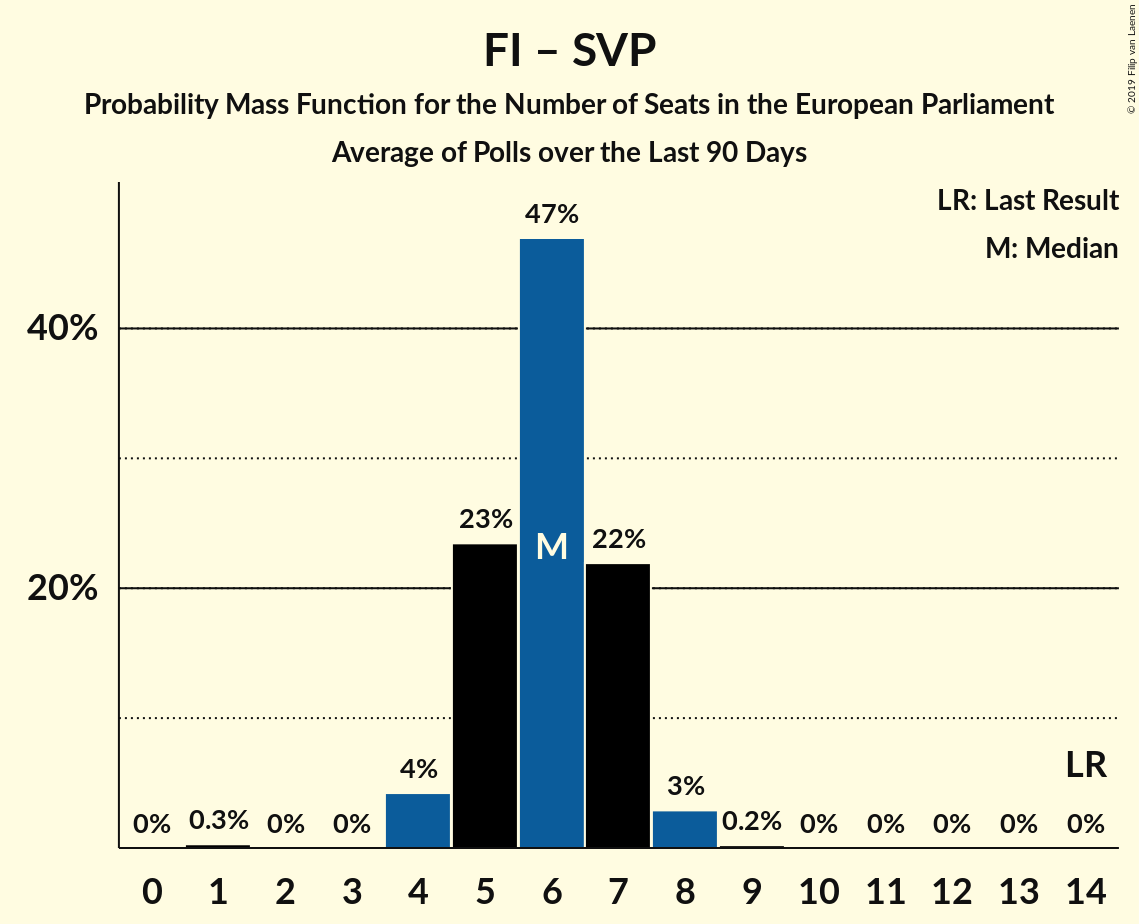 FI – SVP
Probability Mass Function for the Number of Seats in the European Parliament
Average of Polls over the Last 90 Days
© 2019 Filip van Laenen
LR: Last Result
M: Median
47%
40%
23%
M
22%
20%
LR
4%
3%
0%
0.3%
0%
0%
0.2%
0%
0%
0%
0%
0%
0 1 2 3 4 5 6 7 8 9 10 11 12 13 14